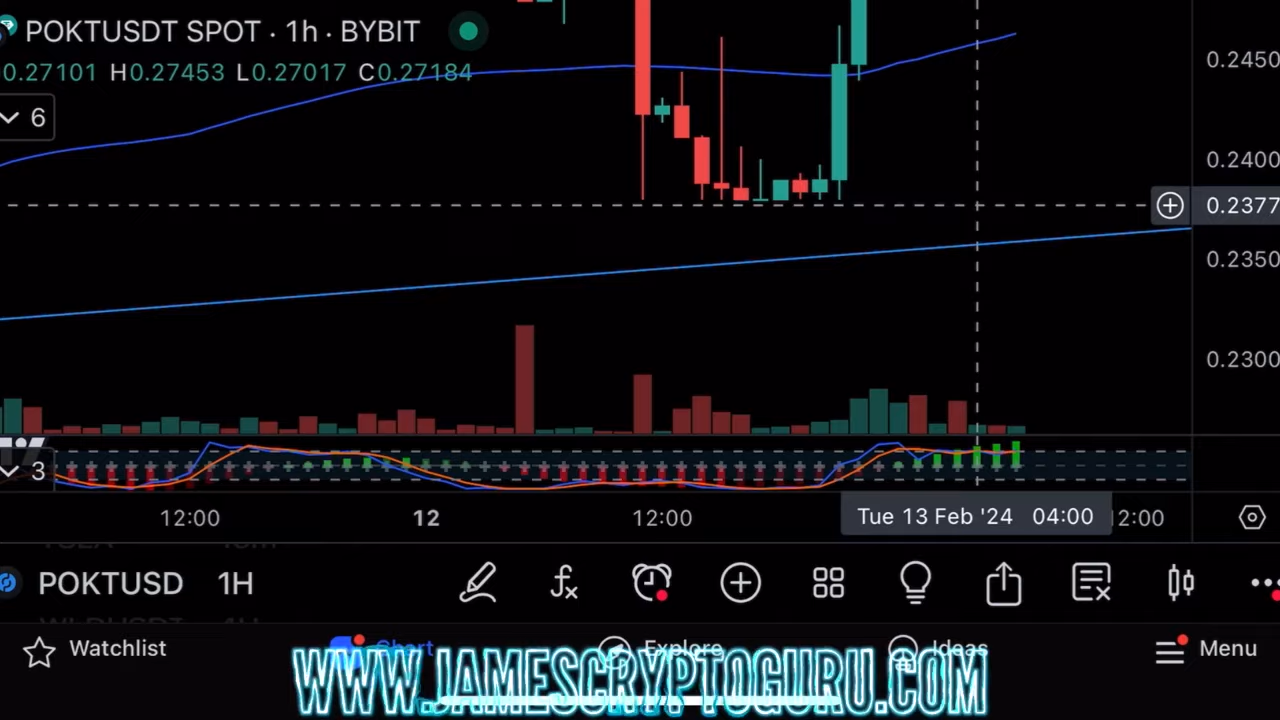 POKTUSDT SPOT · 1h · BYBIT
0.27101 H0.27453 L0.27017 C0.27184
6
0.2450
0.2400
0.2377
0.2350
0.2300
3
12:00 12 12:00 Tue 13 Feb '24 04:00 12:00
POKTUSD 1H
Watchlist Chart Explore Ideas Menu
WWW.JAMESCRYPTOGURU.COM